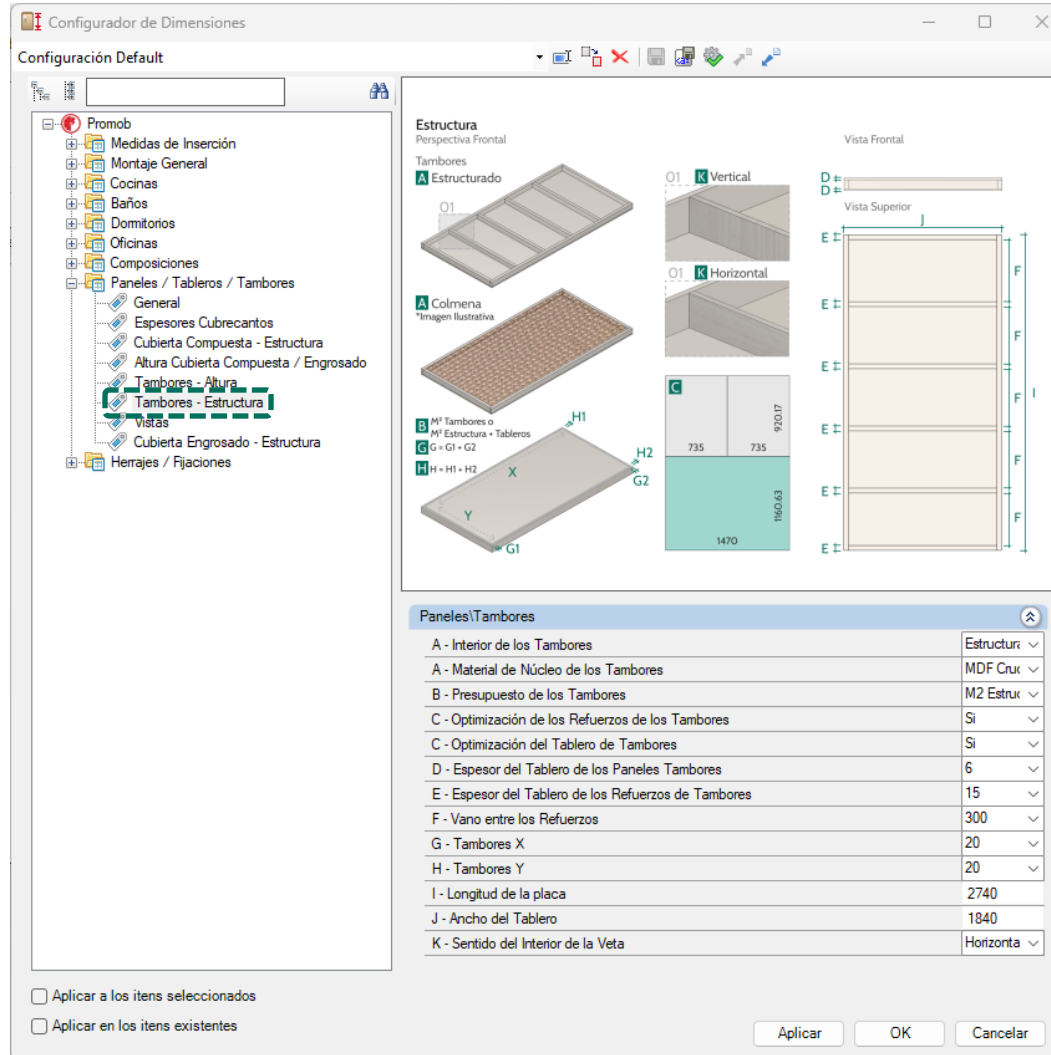 Configurador de Dimensiones
Configuración Default
Promob
Medidas de Inserción
Montaje General
Cocinas
Baños
Domitorios
Oficinas
Composiciones
Paneles / Tableros / Tambores
General
Espesores Cubrecantos
Cubierta Compuesta - Estructura
Altura Cubierta Compuesta / Engrosado
Tambores - Altura
Tambores - Estructura
Vistas
Cubierta Engrosado - Estructura
Herrajes / Fijaciones
Estructura
Perspectiva Frontal
Tambores
A Estructurado
O1
O1 K Vertical
O1 K Horizontal
A Colmena
*Imagen Ilustrativa
B M² Tambores o
M² Estructura + Tableros
G G = G1 + G2
H H = H1 + H2
H1
H2
G2
X
Y
G1
C
735
735
920.17
1160.63
1470
Vista Frontal
D
D
Vista Superior
J
E
F
E
F
E
F
I
E
F
E
F
E
Paneles\Tambores
A - Interior de los Tambores Estructura
A - Material de Núcleo de los Tambores MDF Cruc
B - Presupuesto de los Tambores M2 Estruc
C - Optimización de los Refuerzos de los Tambores Si
C - Optimización del Tablero de Tambores Si
D - Espesor del Tablero de los Paneles Tambores 6
E - Espesor del Tablero de los Refuerzos de Tambores 15
F - Vano entre los Refuerzos 300
G - Tambores X 20
H - Tambores Y 20
I - Longitud de la placa 2740
J - Ancho del Tablero 1840
K - Sentido del Interior de la Veta Horizonta
Aplicar a los itens seleccionados
Aplicar en los itens existentes
Aplicar OK Cancelar